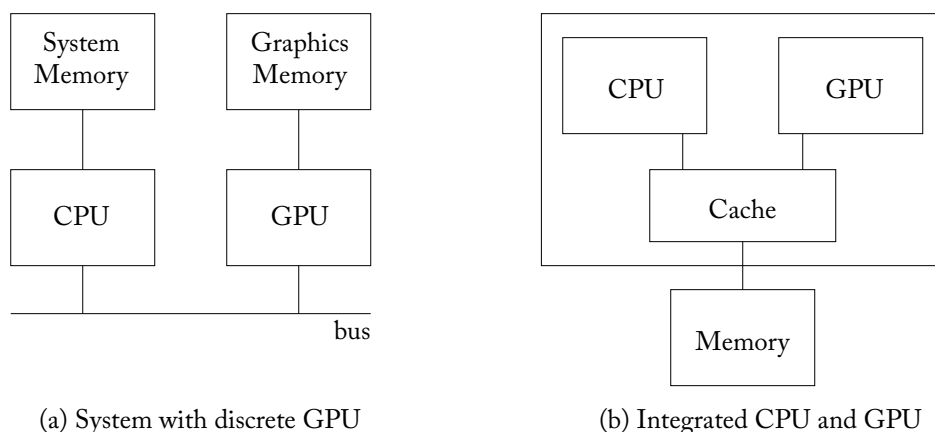 System
Memory
Graphics
Memory
CPU
GPU
bus
(a) System with discrete GPU
CPU
GPU
Cache
Memory
(b) Integrated CPU and GPU